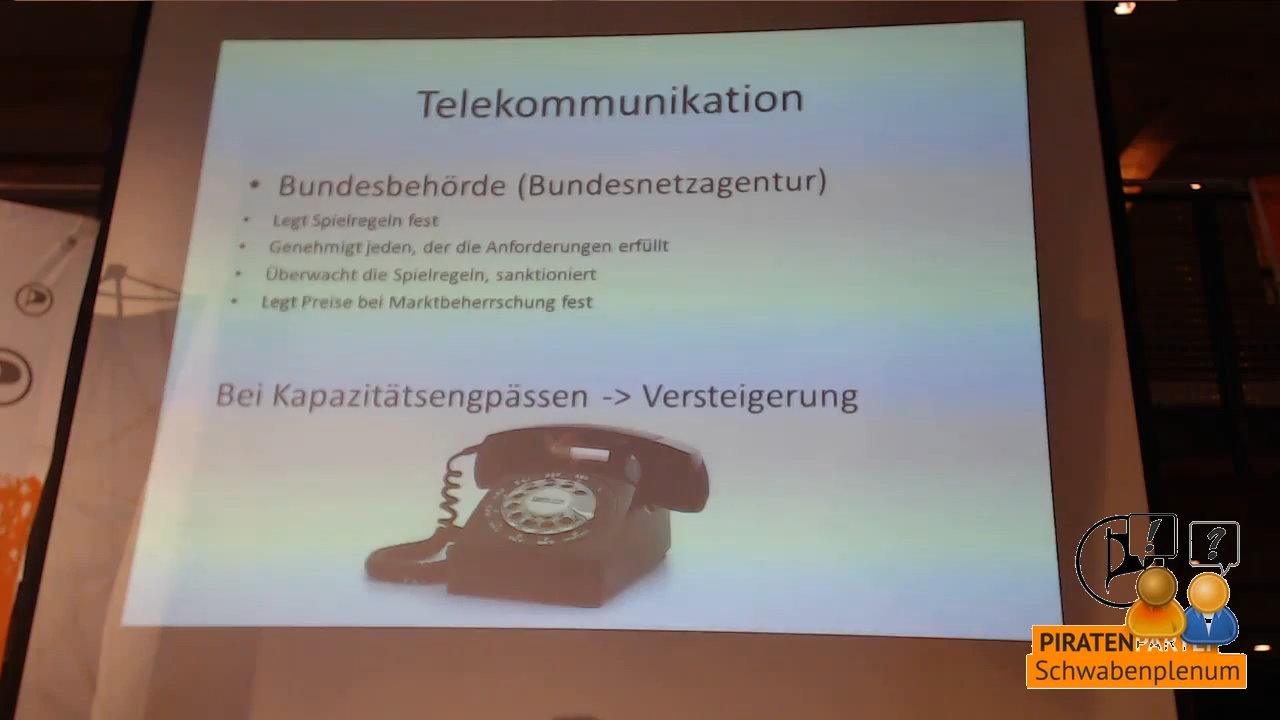 Telekommunikation
• Bundesbehörde (Bundesnetzagentur)
• Legt Spielregeln fest
• Genehmigt jeden, der die Anforderungen erfüllt
• Überwacht die Spielregeln, sanktioniert
• Legt Preise bei Marktbeherrschung fest
Bei Kapazitätsengpässen -> Versteigerung
! ?
PIRATENPARTEI
Schwabenplenum